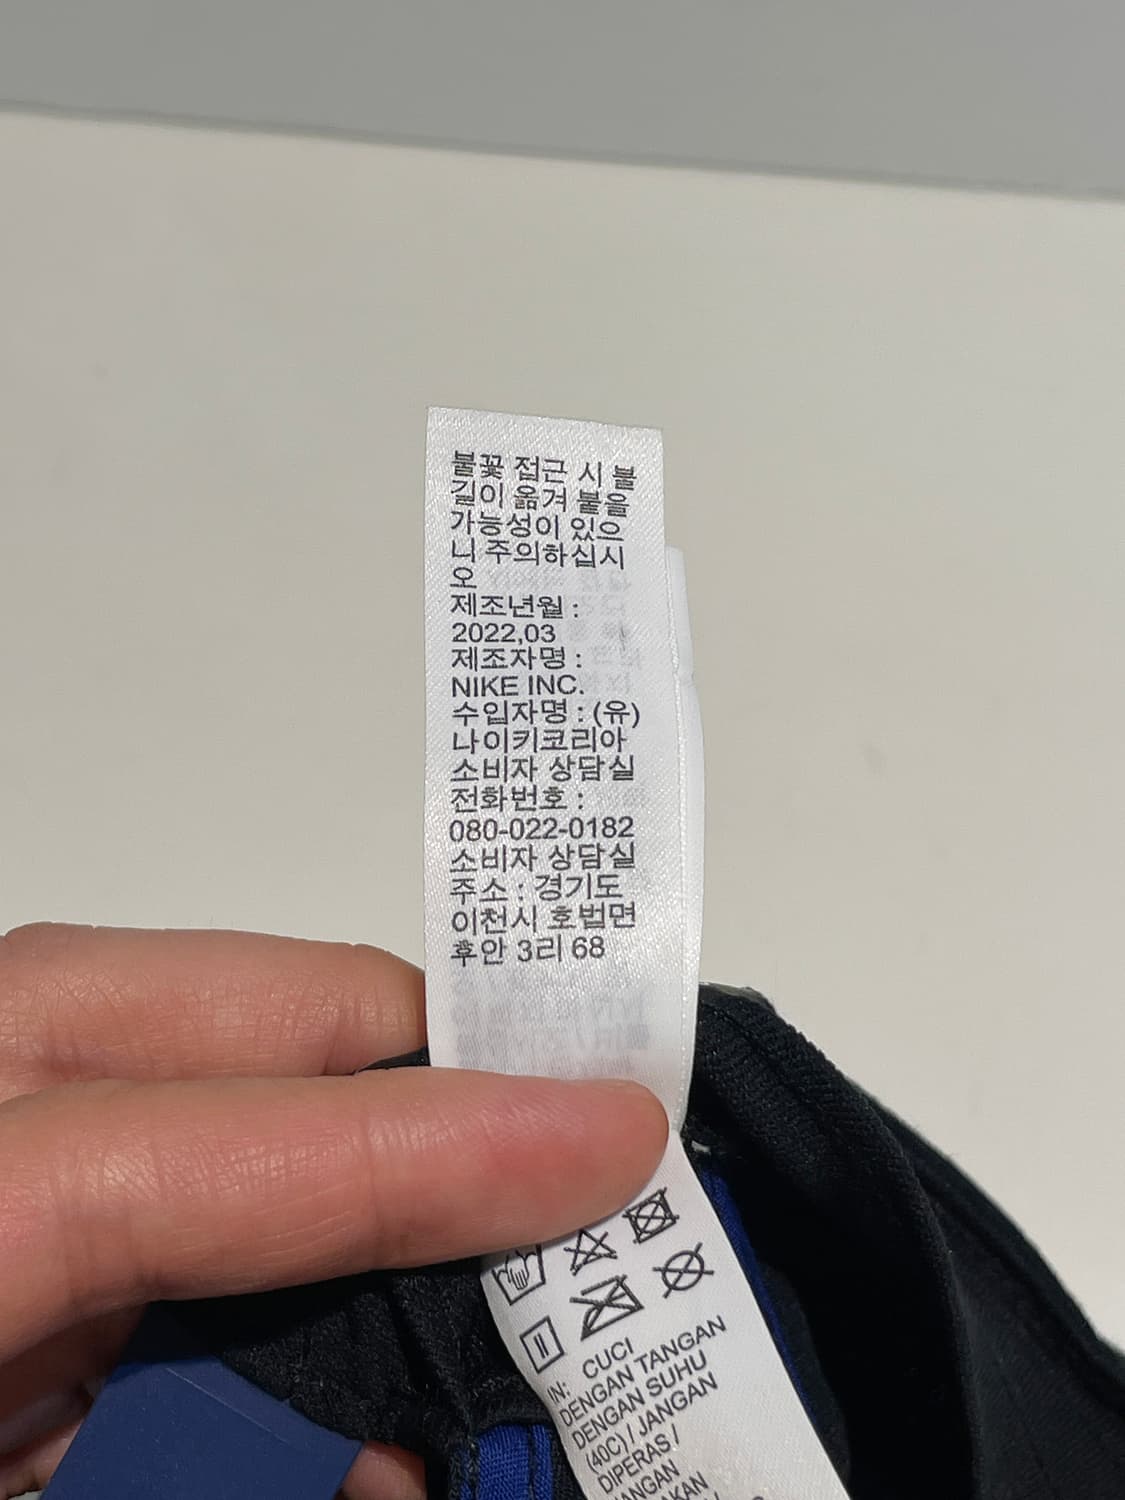 불꽃 접근 시 불
길이 옮겨 붙을
가능성이 있으
니 주의하십시
오
제조년월 :
2022,03
제조자명 :
NIKE INC.
수입자명 : (유)
나이키코리아
소비자 상담실
전화번호 :
080-022-0182
소비자 상담실
주소 : 경기도
이천시 호법면
후안 3리 68
IN: CUCI
DENGAN TANGAN
DENGAN SUHU
(40C) / JANGAN
DIPERAS /